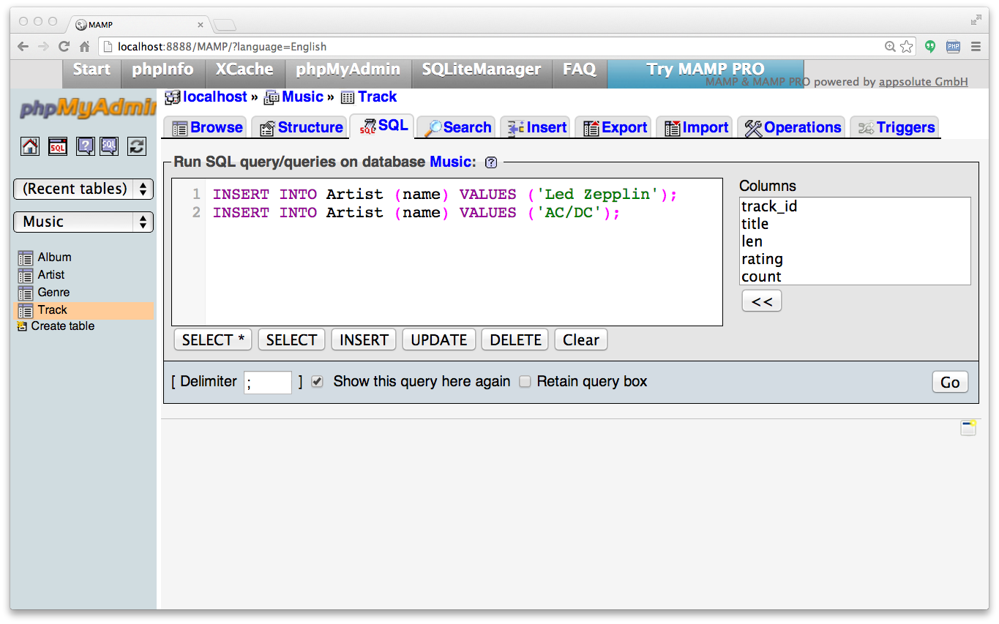 MAMP
localhost:8888/MAMP/?language=English
PHP
Start phpInfo XCache phpMyAdmin SQLiteManager FAQ Try MAMP PRO
MAMP & MAMP PRO powered by appsolute GmbH
phpMyAdmin
localhost » Music » Track
Browse Structure SQL Search Insert Export Import Operations Triggers
SQL SQL
(Recent tables)
Music
Album
Artist
Genre
Track
Create table
Run SQL query/queries on database Music:
1 INSERT INTO Artist (name) VALUES ('Led Zepplin');
2 INSERT INTO Artist (name) VALUES ('AC/DC');
Columns
track_id
title
len
rating
count
<<
SELECT * SELECT INSERT UPDATE DELETE Clear
[ Delimiter ; ] Show this query here again Retain query box Go